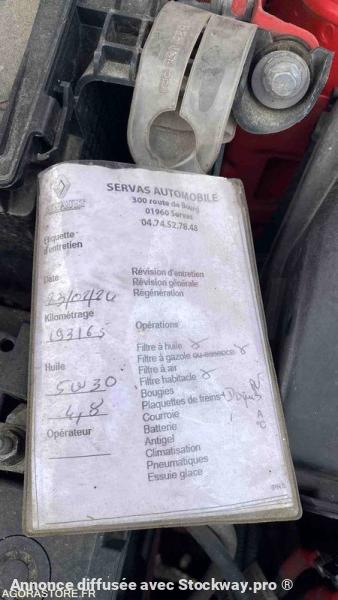 SERVAS AUTOMOBILE
300 route de Bourg
01960 Servas
04.74.52.78.48
Etiquette
d'entretien
Date
Révision d'entretien
Révision générale
Régénération
Kilométrage
19316S
Opérations
Huile
5W30
4,8
Opérateur
Filtre à huile
Filtre à gazole ou essence
Filtre à air
Filtre habitacle
Bougies
Plaquettes de freins
Courroie
Batterie / A
Antigel °C
Climatisation
Pneumatiques
Essuie glace
Annonce diffusée avec Stockway.pro ®
AGORASTORE.FR